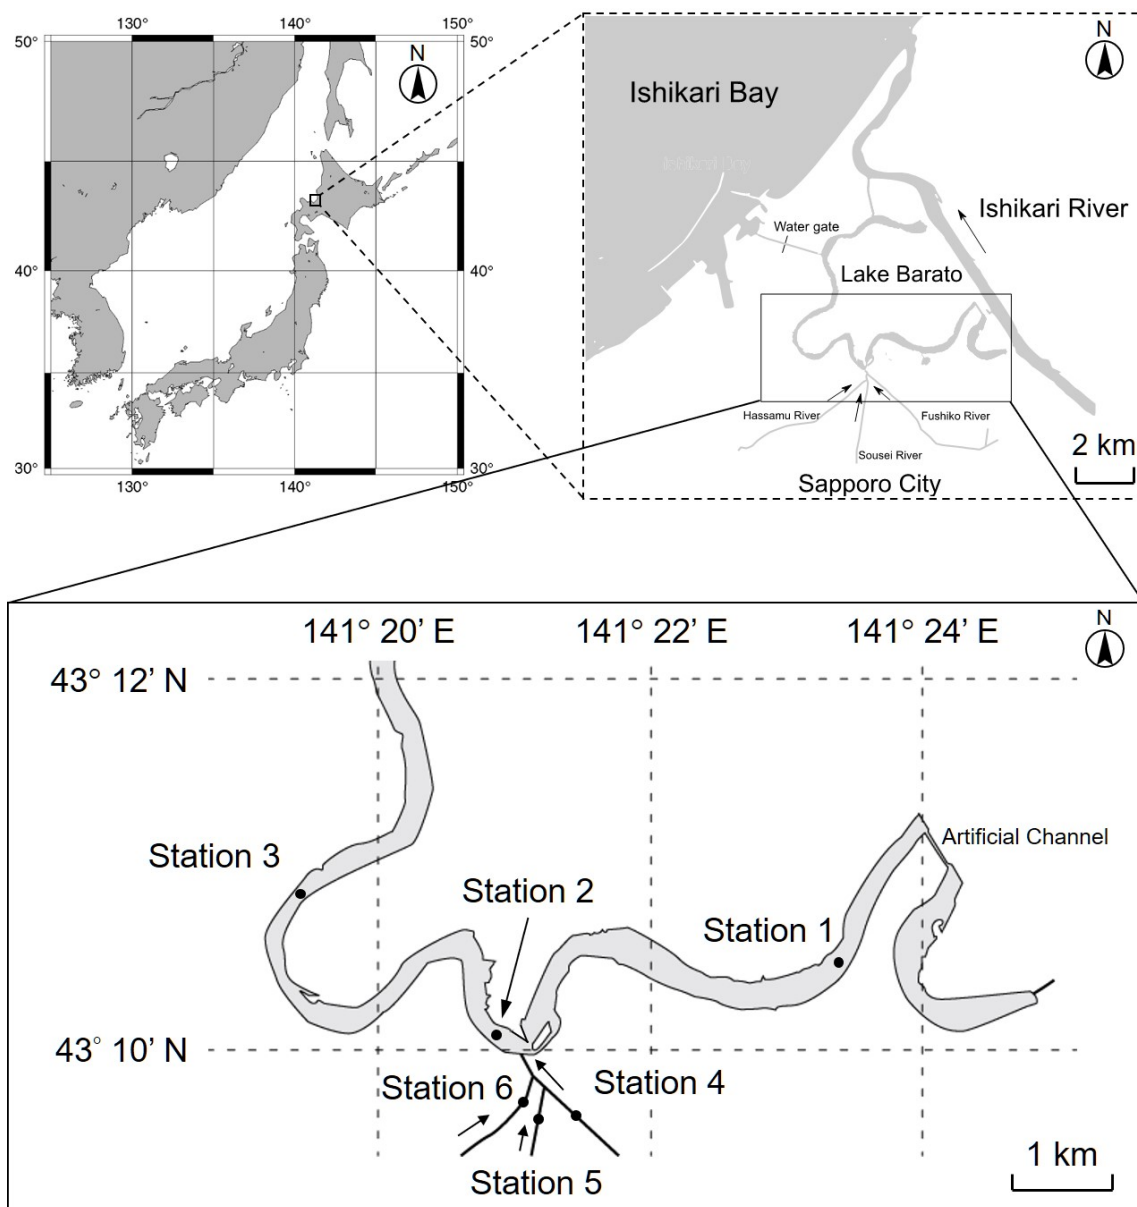 130°
140°
150°
50°
50°
N
40°
40°
30°
30°
130°
140°
150°
N
Ishikari Bay
Ishikari Bay
Ishikari River
Water gate
Lake Barato
Hassamu River
Fushiko River
Sousei River
Sapporo City
2 km
141° 20’ E
141° 22’ E
141° 24’ E
N
43° 12’ N
Artificial Channel
Station 3
Station 2
Station 1
43° 10’ N
Station 6
Station 4
Station 5
1 km